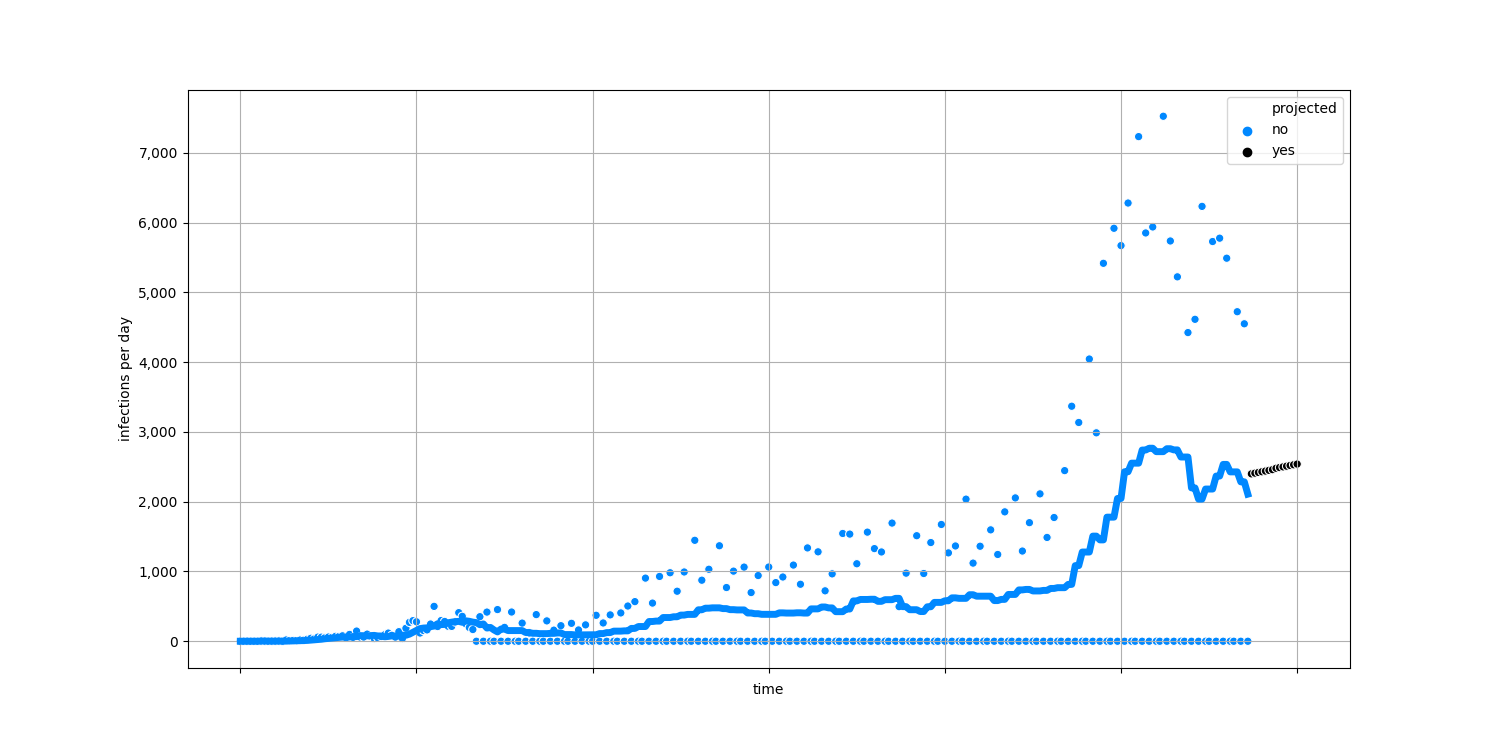 projected
no
yes
7,000
6,000
5,000
4,000
3,000
2,000
1,000
0
infections per day
time